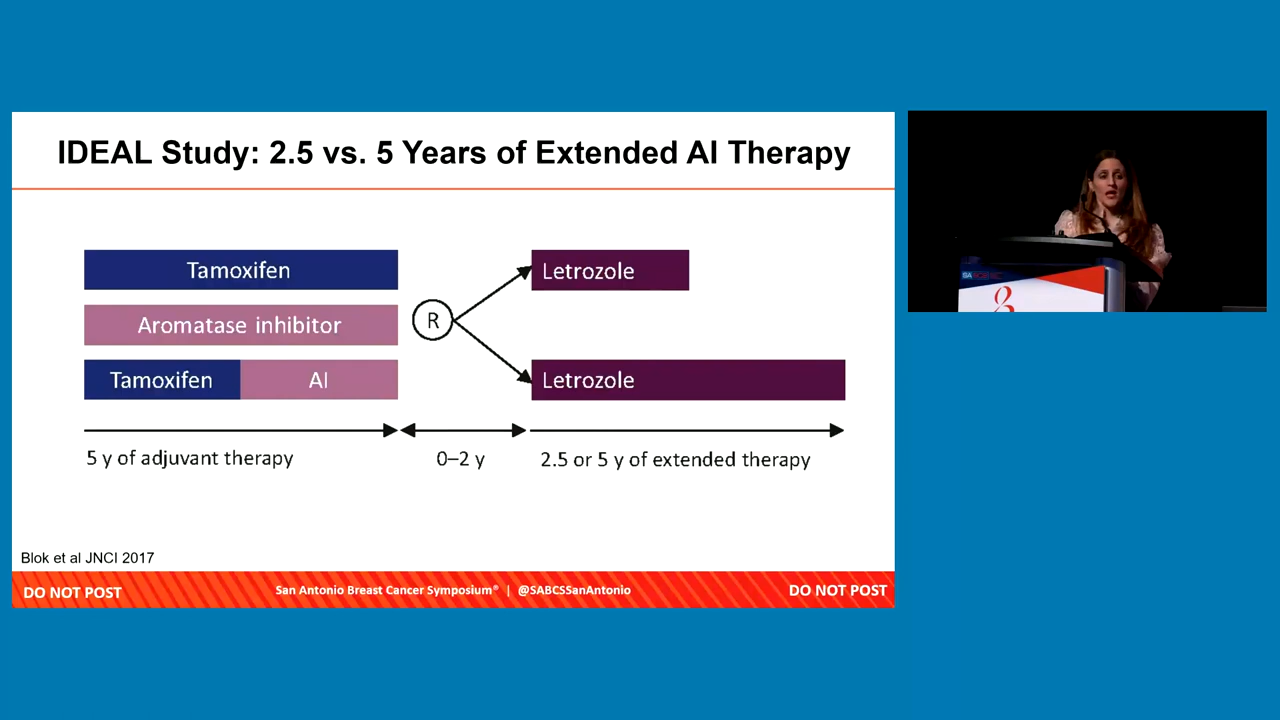 IDEAL Study: 2.5 vs. 5 Years of Extended AI Therapy
Tamoxifen
Letrozole
Aromatase inhibitor
R
Tamoxifen
AI
Letrozole
5 y of adjuvant therapy
0–2 y
2.5 or 5 y of extended therapy
Blok et al JNCI 2017
DO NOT POST
San Antonio Breast Cancer Symposium® | @SABCSSanAntonio
DO NOT POST